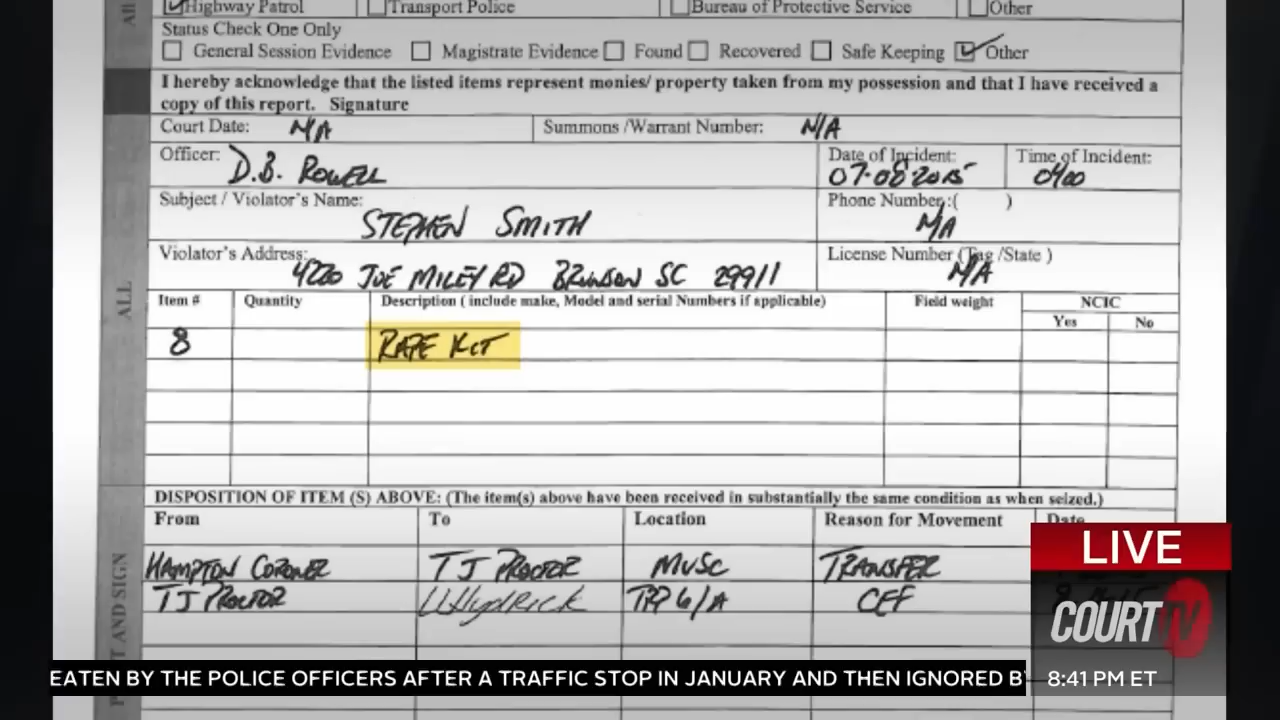 All
Highway Patrol Transport Police Bureau of Protective Service Other
Status Check One Only
General Session Evidence Magistrate Evidence Found Recovered Safe Keeping Other
I hereby acknowledge that the listed items represent monies/ property taken from my possession and that I have received a
copy of this report. Signature
Court Date: N/A Summons /Warrant Number: N/A
Officer: D.B. ROWELL Date of Incident: 07-08-2015 Time of Incident: 0400
Subject / Violator's Name: STEPHEN SMITH Phone Number:( ) N/A
Violator's Address: 4220 JOE MILEY RD BRUNSON SC 29911 License Number (Tag /State ) N/A
ALL
Item # Quantity Description ( include make, Model and serial Numbers if applicable) Field weight NCIC
Yes No
8 RAPE KIT
DISPOSITION OF ITEM (S) ABOVE: (The item(s) above have been received in substantially the same condition as when seized.)
From To Location Reason for Movement Date
HAMPTON CORONER TJ PROCTOR MUSC TRANSFER
TJ PROCTOR TRP 6/A CEF
T AND SIGN
LIVE
COURT TV
EATEN BY THE POLICE OFFICERS AFTER A TRAFFIC STOP IN JANUARY AND THEN IGNORED B
8:41 PM ET